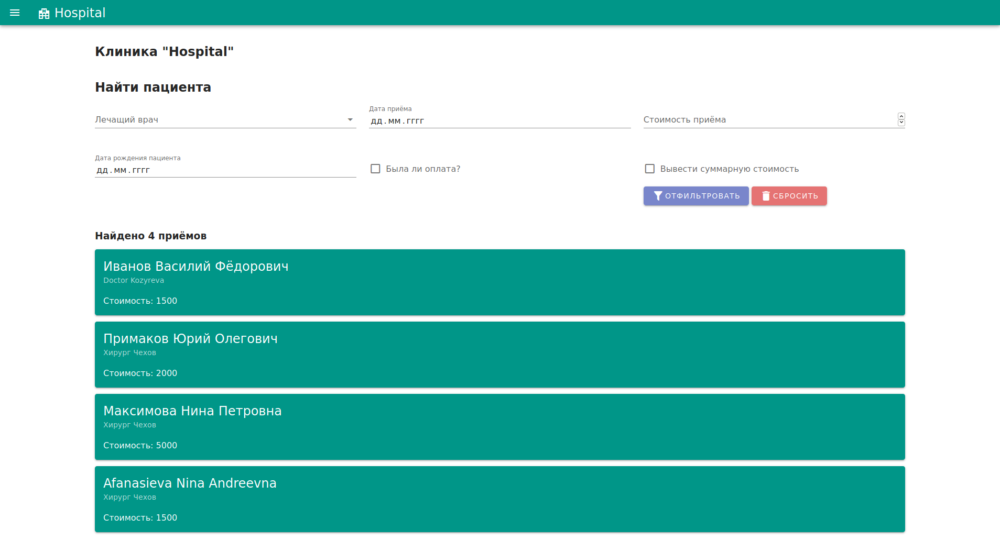 Hospital
Клиника "Hospital"
Найти пациента
Лечащий врач
Дата приёма
дд.мм.гггг
Стоимость приёма
Дата рождения пациента
дд.мм.гггг
Была ли оплата?
Вывести суммарную стоимость
ОТФИЛЬТРОВАТЬ
СБРОСИТЬ
Найдено 4 приёмов
Иванов Василий Фёдорович
Doctor Kozyreva
Стоимость: 1500
Примаков Юрий Олегович
Хирург Чехов
Стоимость: 2000
Максимова Нина Петровна
Хирург Чехов
Стоимость: 5000
Afanasieva Nina Andreevna
Хирург Чехов
Стоимость: 1500